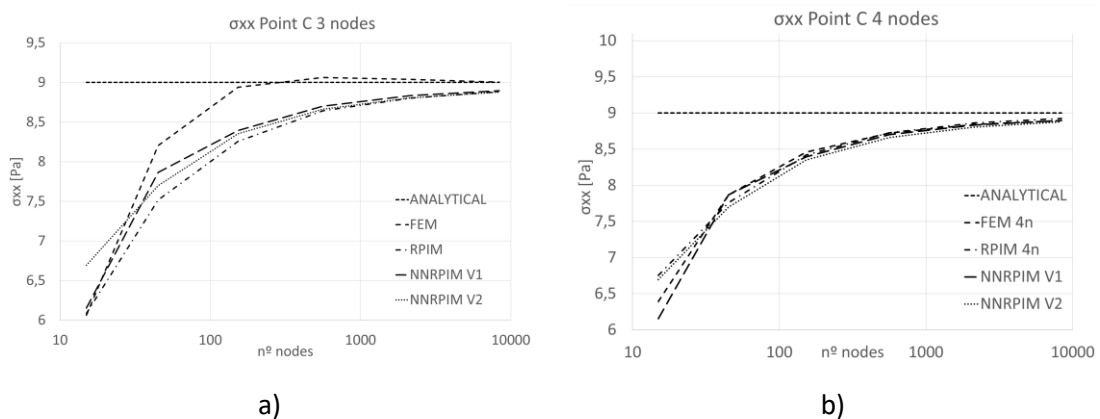 σxx Point C 3 nodes
9,5
9
8,5
8
7,5
7
6,5
6
σxx [Pa]
10
100
1000
10000
nº nodes
ANALYTICAL
FEM
RPIM
NNRPIM V1
NNRPIM V2
a)
σxx Point C 4 nodes
10
9,5
9
8,5
8
7,5
7
6,5
6
σxx [Pa]
10
100
1000
10000
nº nodes
ANALYTICAL
FEM 4n
RPIM 4n
NNRPIM V1
NNRPIM V2
b)